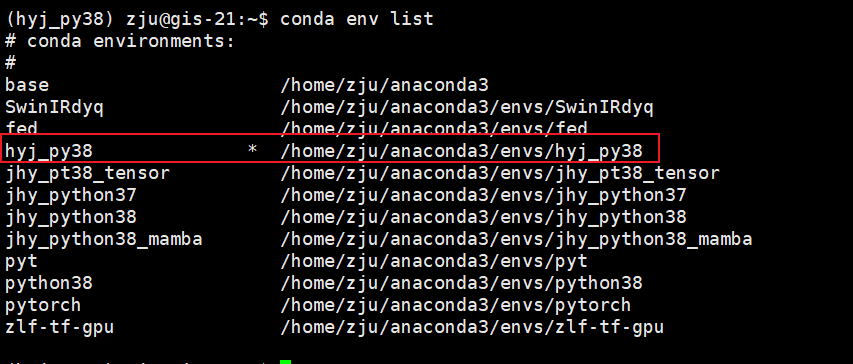 (hyj_py38) zju@gis-21:~$ conda env list
# conda environments:
#
base                     /home/zju/anaconda3
SwinIRdyq                /home/zju/anaconda3/envs/SwinIRdyq
fed                      /home/zju/anaconda3/envs/fed
hyj_py38              *  /home/zju/anaconda3/envs/hyj_py38
jhy_pt38_tensor          /home/zju/anaconda3/envs/jhy_pt38_tensor
jhy_python37             /home/zju/anaconda3/envs/jhy_python37
jhy_python38             /home/zju/anaconda3/envs/jhy_python38
jhy_python38_mamba       /home/zju/anaconda3/envs/jhy_python38_mamba
pyt                      /home/zju/anaconda3/envs/pyt
python38                 /home/zju/anaconda3/envs/python38
pytorch                  /home/zju/anaconda3/envs/pytorch
zlf-tf-gpu               /home/zju/anaconda3/envs/zlf-tf-gpu